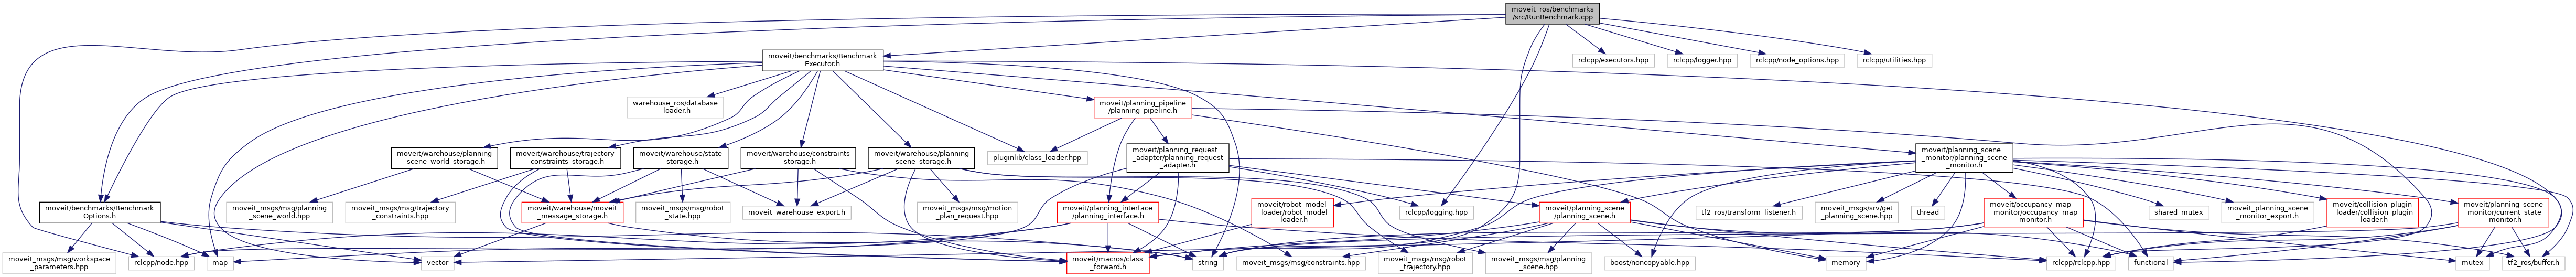 moveit_ros/benchmarks
/src/RunBenchmark.cpp
moveit/benchmarks/Benchmark
Executor.h
rclcpp/executors.hpp
rclcpp/logger.hpp
rclcpp/node_options.hpp
rclcpp/utilities.hpp
warehouse_ros/database
_loader.h
moveit/planning_pipeline
/planning_pipeline.h
moveit/warehouse/planning
_scene_world_storage.h
moveit/warehouse/trajectory
_constraints_storage.h
moveit/warehouse/state
_storage.h
moveit/warehouse/constraints
_storage.h
moveit/warehouse/planning
_scene_storage.h
pluginlib/class_loader.hpp
moveit/planning_request
_adapter/planning_request
_adapter.h
moveit/planning_scene
_monitor/planning_scene
_monitor.h
moveit/benchmarks/Benchmark
Options.h
moveit_msgs/msg/planning
_scene_world.hpp
moveit_msgs/msg/trajectory
_constraints.hpp
moveit/warehouse/moveit
_message_storage.h
moveit_msgs/msg/robot
_state.hpp
moveit_warehouse_export.h
moveit_msgs/msg/motion
_plan_request.hpp
moveit/planning_interface
/planning_interface.h
moveit/robot_model
_loader/robot_model
_loader.h
rclcpp/logging.hpp
moveit/planning_scene
/planning_scene.h
tf2_ros/transform_listener.h
moveit_msgs/srv/get
_planning_scene.hpp
thread
moveit/occupancy_map
_monitor/occupancy_map
_monitor.h
shared_mutex
moveit_planning_scene
_monitor_export.h
moveit/collision_plugin
_loader/collision_plugin
_loader.h
moveit/planning_scene
_monitor/current_state
_monitor.h
moveit_msgs/msg/workspace
_parameters.hpp
rclcpp/node.hpp
map
vector
moveit/macros/class
_forward.h
string
moveit_msgs/msg/constraints.hpp
moveit_msgs/msg/robot
_trajectory.hpp
moveit_msgs/msg/planning
_scene.hpp
boost/noncopyable.hpp
memory
rclcpp/rclcpp.hpp
functional
mutex
tf2_ros/buffer.h